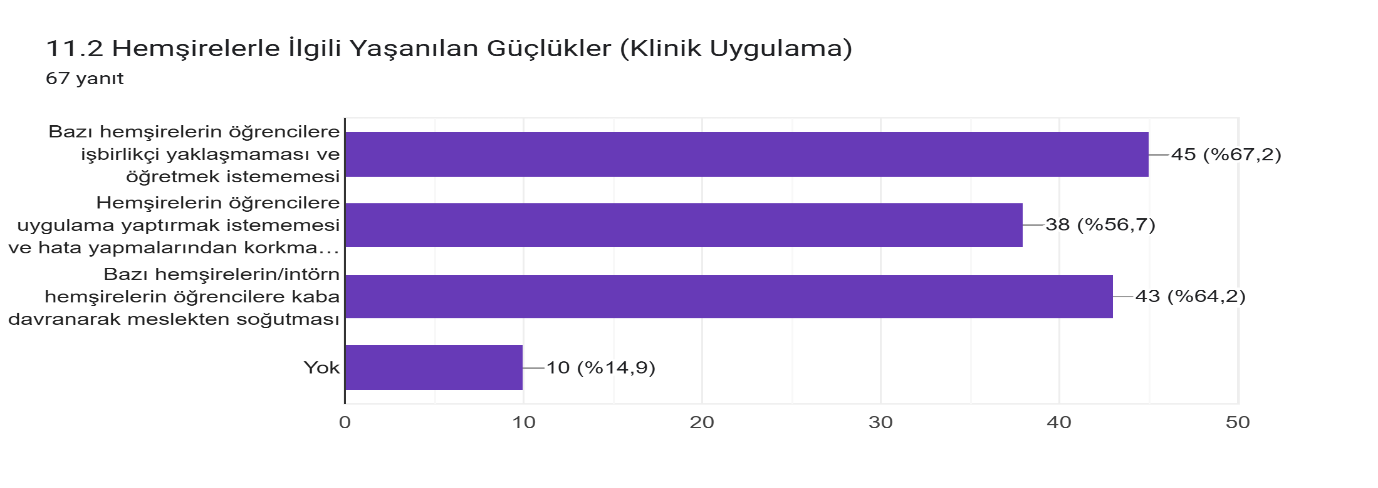 11.2 Hemşirelerle İlgili Yaşanılan Güçlükler (Klinik Uygulama)
67 yanıt
Bazı hemşirelerin öğrencilere
işbirlikçi yaklaşmaması ve
öğretmek istememesi
45 (%67,2)
Hemşirelerin öğrencilere
uygulama yaptırmak istememesi
ve hata yapmalarından korkma…
38 (%56,7)
Bazı hemşirelerin/intörn
hemşirelerin öğrencilere kaba
davranarak meslekten soğutması
43 (%64,2)
Yok
10 (%14,9)
0 10 20 30 40 50